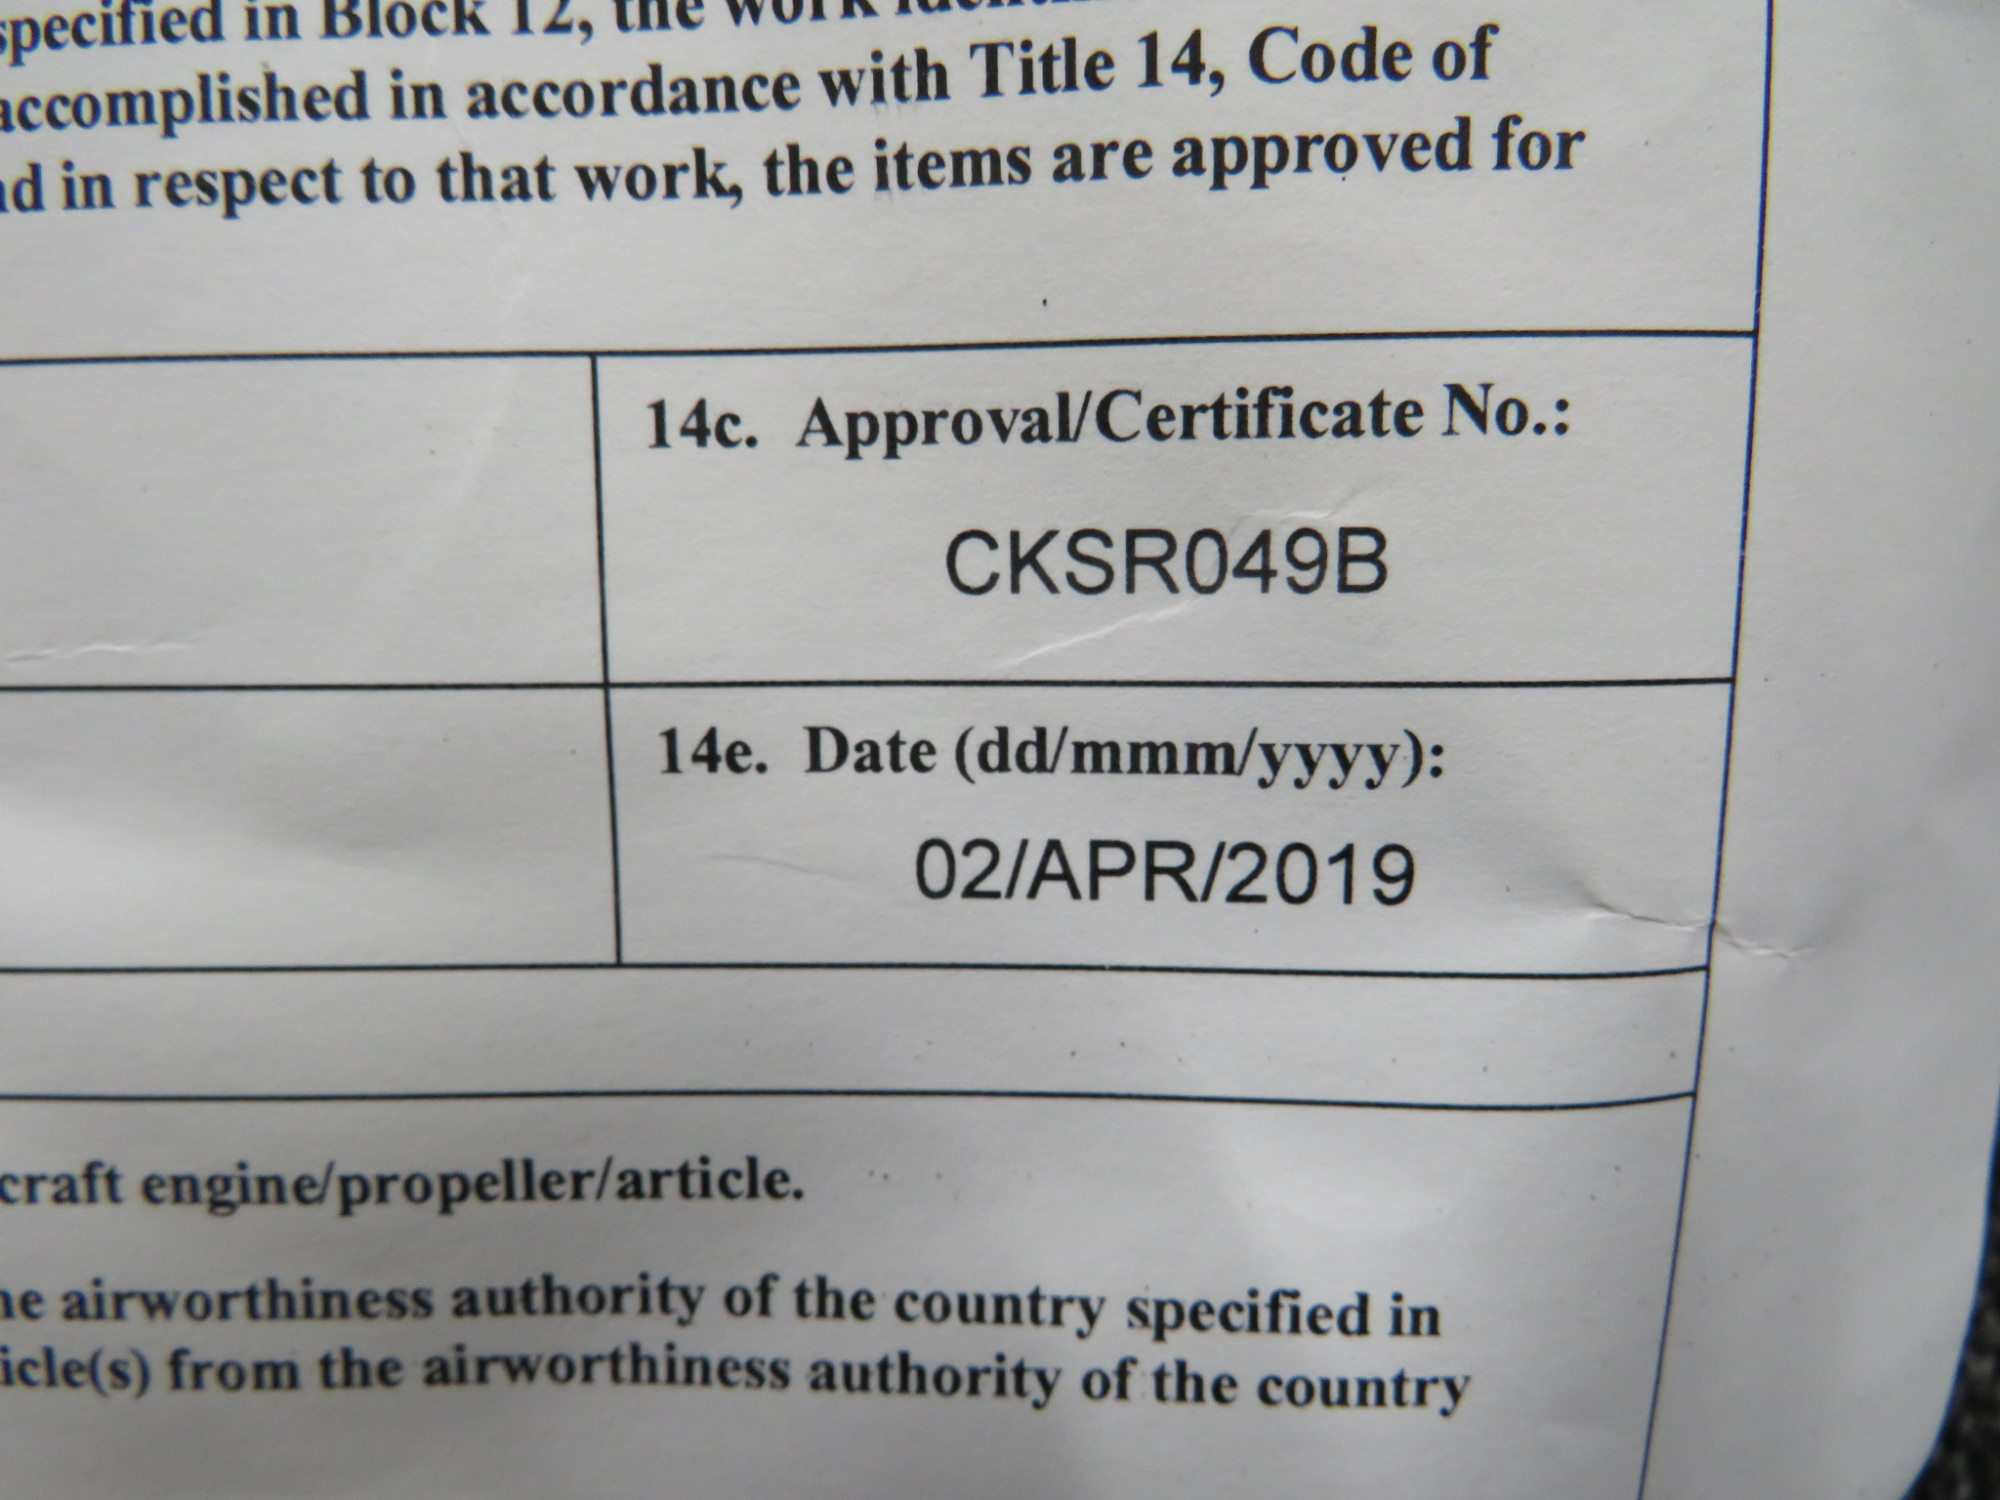 specified in Block 12, the work
accomplished in accordance with Title 14, Code of
in respect to that work, the items are approved for
14c. Approval/Certificate No.:
CKSR049B
14e. Date (dd/mmm/yyyy):
02/APR/2019
craft engine/propeller/article.
airworthiness authority of the country specified in
icle(s) from the airworthiness authority of the country